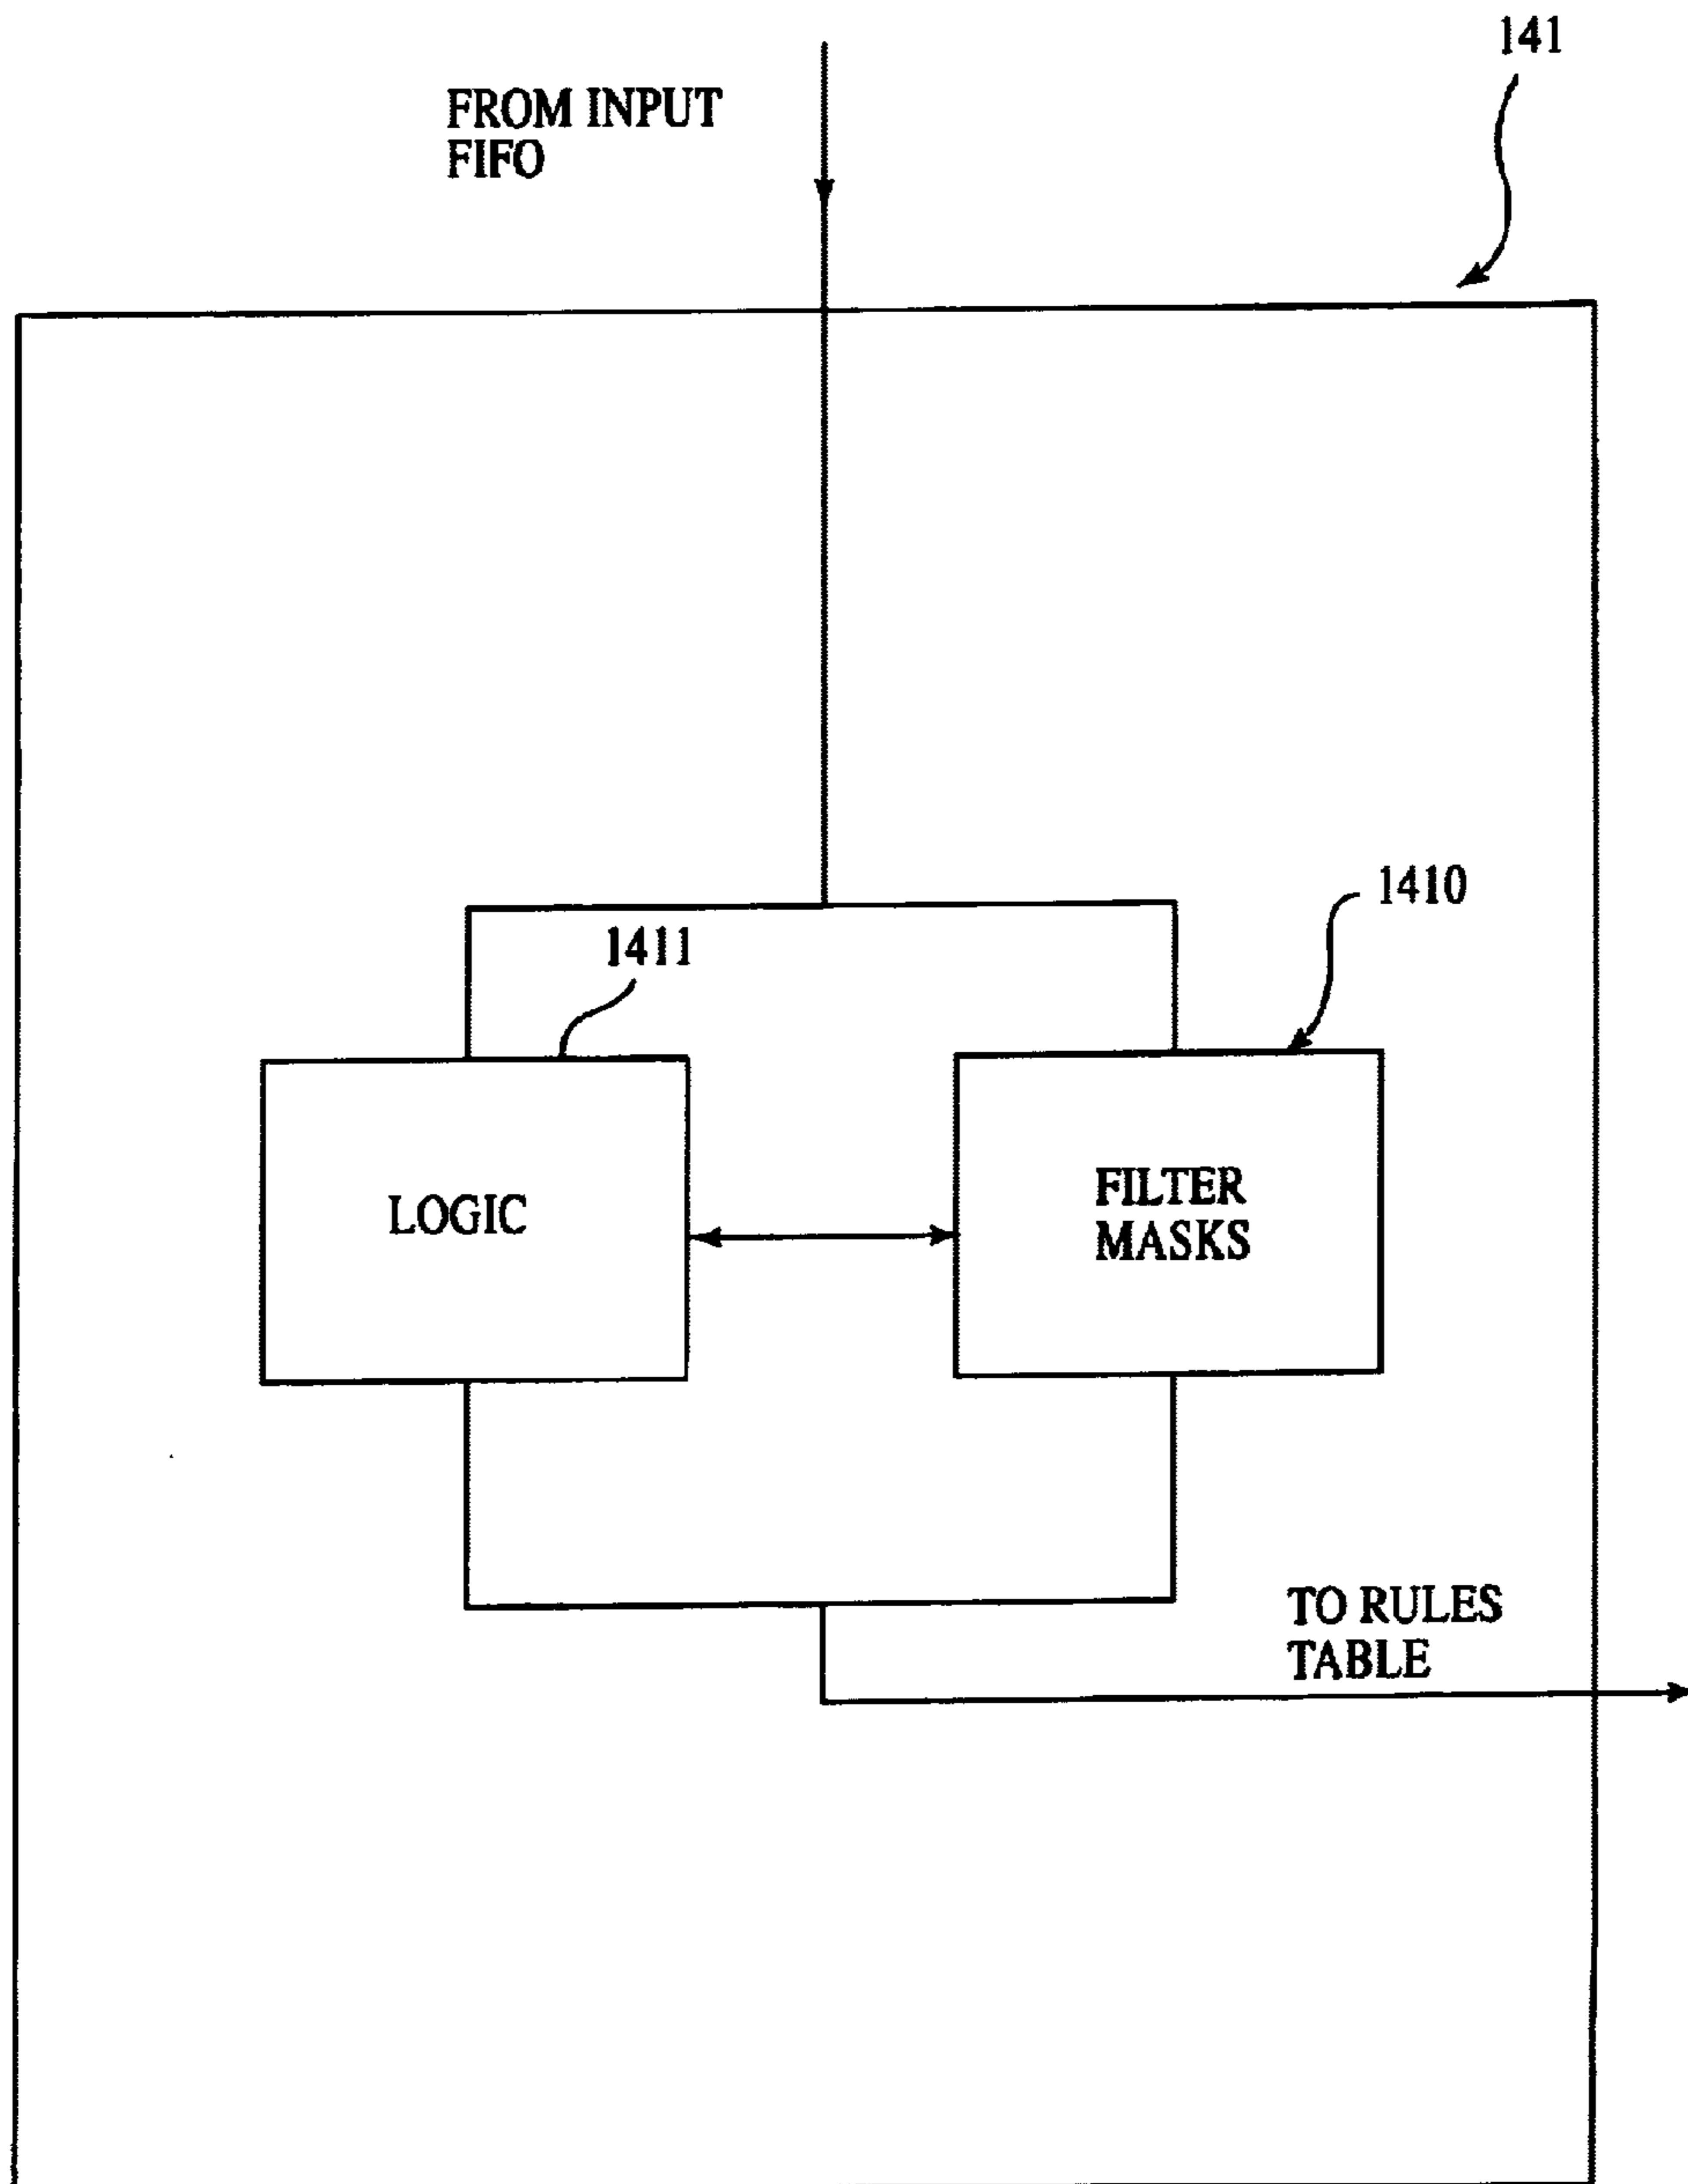 141
FROM INPUT
FIFO
1410
1411
LOGIC
FILTER
MASKS
TO RULES
TABLE